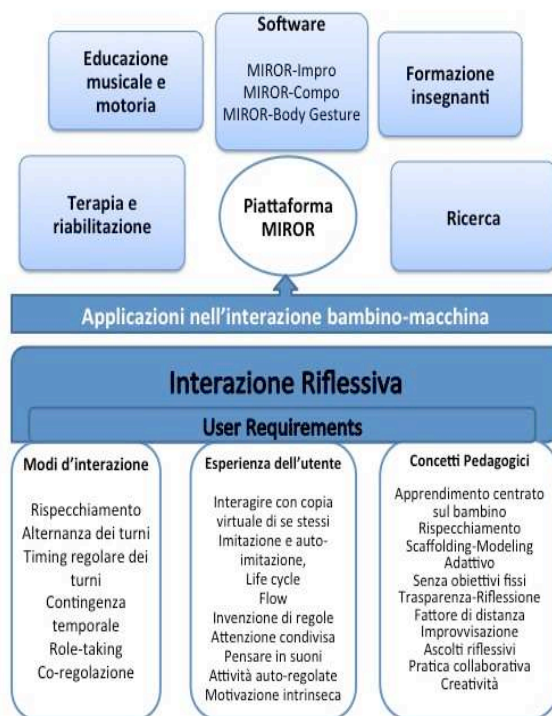 Software
MIROR-Impro
MIROR-Compo
MIROR-Body Gesture
Educazione
musicale e
motoria
Formazione
insegnanti
Terapia e
riabilitazione
Piattaforma
MIROR
Ricerca
Applicazioni nell'interazione bambino-macchina
Interazione Riflessiva
User Requirements
Modi d'interazione
Rispecchiamento
Alternanza dei turni
Timing regolare dei
turni
Contingenza
temporale
Role-taking
Co-regolazione
Esperienza dell'utente
Interagire con copia
virtuale di se stessi
Imitazione e auto-
imitazione,
Life cycle
Flow
Invenzione di regole
Attenzione condivisa
Pensare in suoni
Attività auto-regolate
Motivazione intrinseca
Concetti Pedagogici
Apprendimento centrato
sul bambino
Rispecchiamento
Scaffolding-Modeling
Adattivo
Senza obiettivi fissi
Trasparenza-Riflessione
Fattore di distanza
Improvvisazione
Ascolti riflessivi
Pratica collaborativa
Creatività